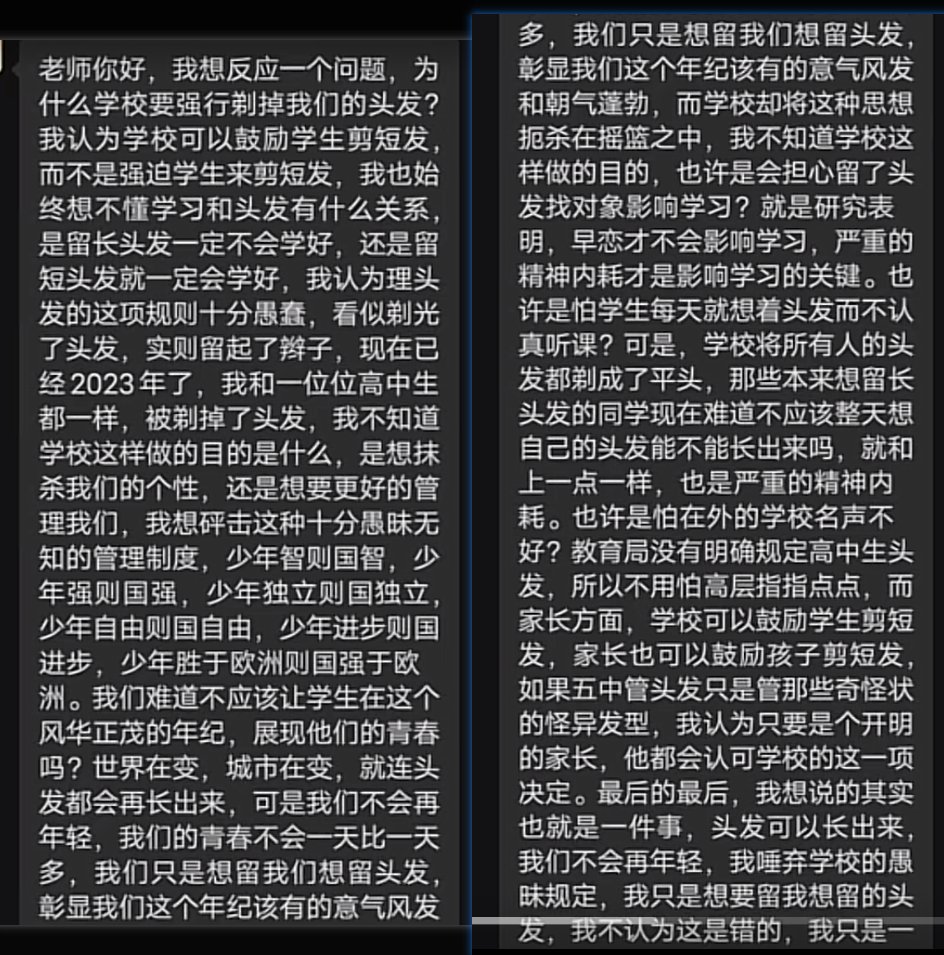 老师你好，我想反应一个问题，为
什么学校要强行剃掉我们的头发？
我认为学校可以鼓励学生剪短发，
而不是强迫学生来剪短发，我也始
终想不懂学习和头发有什么关系，
是留长头发一定不会学好，还是留
短头发就一定会学好，我认为理头
发的这项规则十分愚蠢，看似剃光
了头发，实则留起了辫子，现在已
经2023年了，我和一位位高中生
都一样，被剃掉了头发，我不知道
学校这样做的目的是什么，是想抹
杀我们的个性，还是想要更好的管
理我们，我想砰击这种十分愚昧无
知的管理制度，少年智则国智，少
年强则国强，少年独立则国独立，
少年自由则国自由，少年进步则国
进步，少年胜于欧洲则国强于欧
洲。我们难道不应该让学生在这个
风华正茂的年纪，展现他们的青春
吗？世界在变，城市在变，就连头
发都会再长出来，可是我们不会再
年轻，我们的青春不会一天比一天
多，我们只是想留我们想留头发，
彰显我们这个年纪该有的意气风发
多，我们只是想留我们想留头发，
彰显我们这个年纪该有的意气风发
和朝气蓬勃，而学校却将这种思想
扼杀在摇篮之中，我不知道学校这
样做的目的，也许是会担心留了头
发找对象影响学习？就是研究表
明，早恋才不会影响学习，严重的
精神内耗才是影响学习的关键。也
许是怕学生每天就想着头发而不认
真听课？可是，学校将所有人的头
发都剃成了平头，那些本来想留长
头发的同学现在难道不应该整天想
自己的头发能不能长出来吗，就和
上一点一样，也是严重的精神内
耗。也许是怕在外的学校名声不
好？教育局没有明确规定高中生头
发，所以不用怕高层指指点点，而
家长方面，学校可以鼓励学生剪短
发，家长也可以鼓励孩子剪短发，
如果五中管头发只是管那些奇怪状
的怪异发型，我认为只要是个开明
的家长，他都会认可学校的这一项
决定。最后的最后，我想说的其实
也就是一件事，头发可以长出来，
我们不会再年轻，我唾弃学校的愚
昧规定，我只是想要留我想留的头
发，我不认为这是错的，我只是一